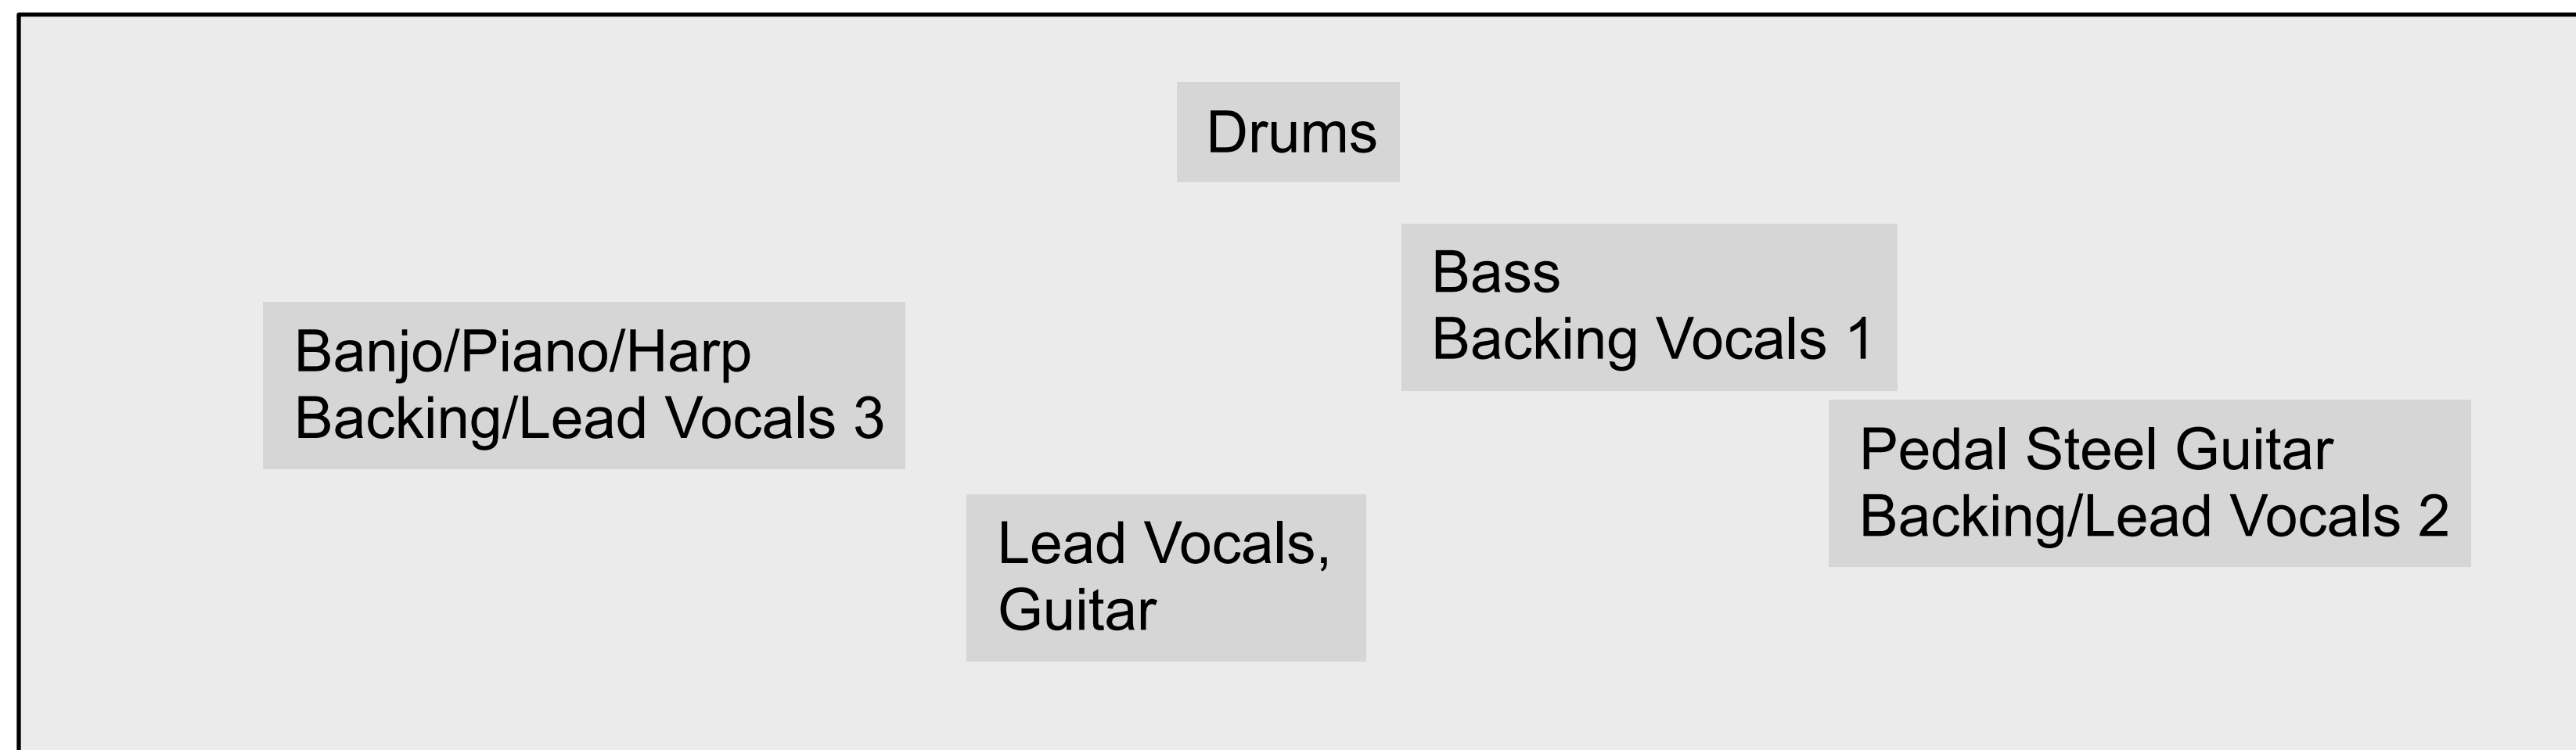 Drums
Bass
Backing Vocals 1
Banjo/Piano/Harp
Backing/Lead Vocals 3
Pedal Steel Guitar
Backing/Lead Vocals 2
Lead Vocals,
Guitar